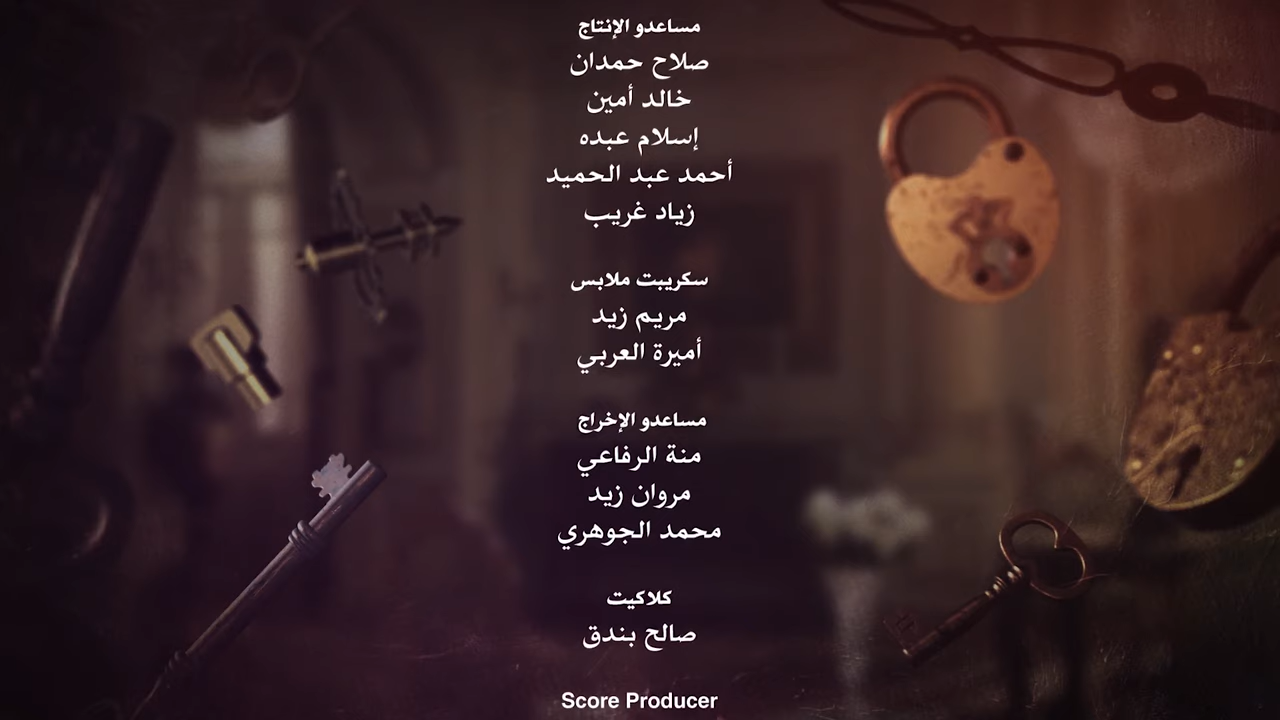 مساعدو الإنتاج
صلاح حمدان
خالد أمين
إسلام عبده
أحمد عبد الحميد
زياد غريب
سكريبت ملابس
مريم زيد
أميرة العربي
مساعدو الإخراج
منة الرفاعي
مروان زيد
محمد الجوهري
كلاكيت
صالح بندق
Score Producer